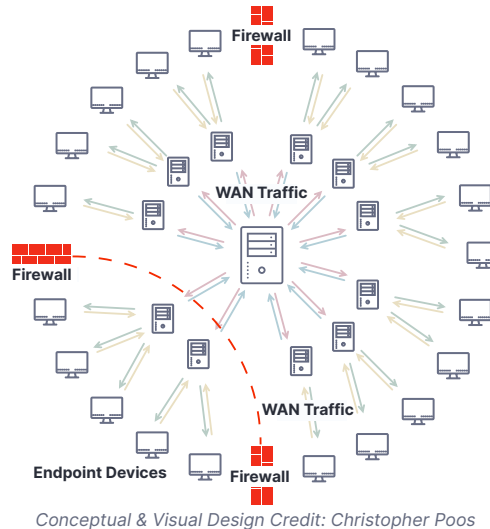 Firewall
WAN Traffic
Firewall
WAN Traffic
Endpoint Devices
Firewall
Conceptual & Visual Design Credit: Christopher Poos